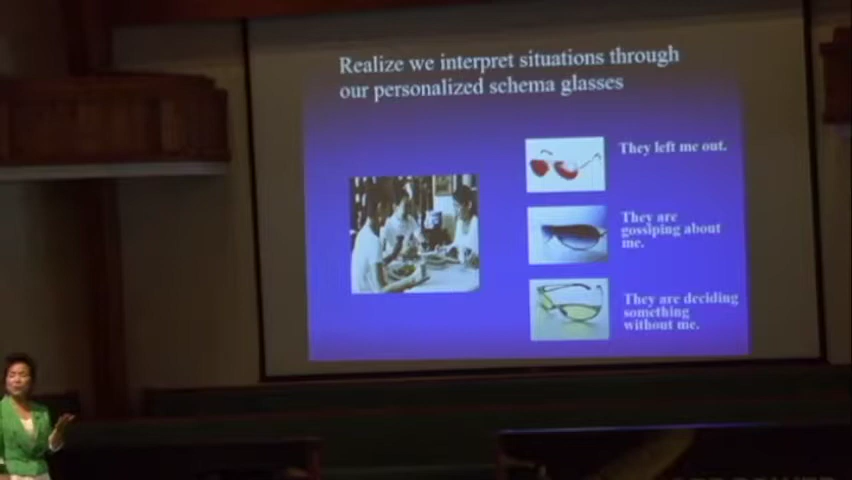 Realize we interpret situations through
our personalized schema glasses
They left me out.
They are
gossiping about
me.
They are deciding
something
without me.